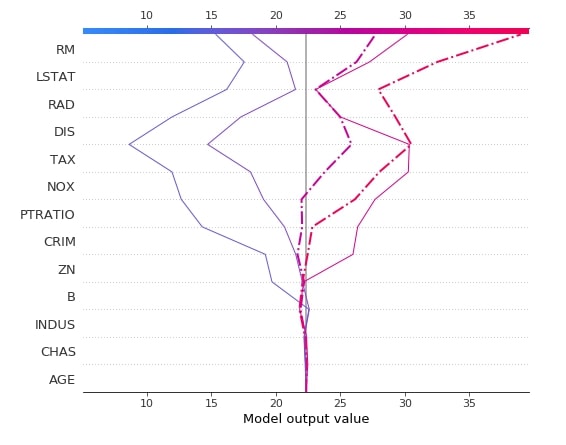 10 15 20 25 30 35
RM
LSTAT
RAD
DIS
TAX
NOX
PTRATIO
CRIM
ZN
B
INDUS
CHAS
AGE
10 15 20 25 30 35
Model output value